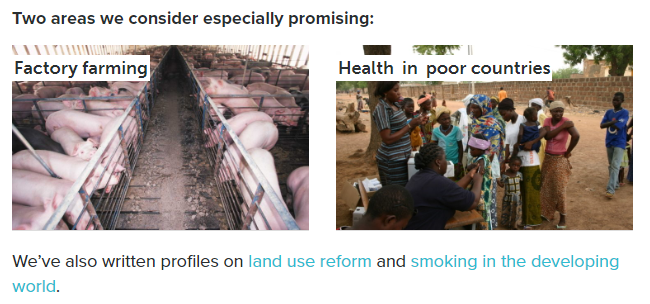 Two areas we consider especially promising:
Factory farming
Health in poor countries
We've also written profiles on land use reform and smoking in the developing
world.